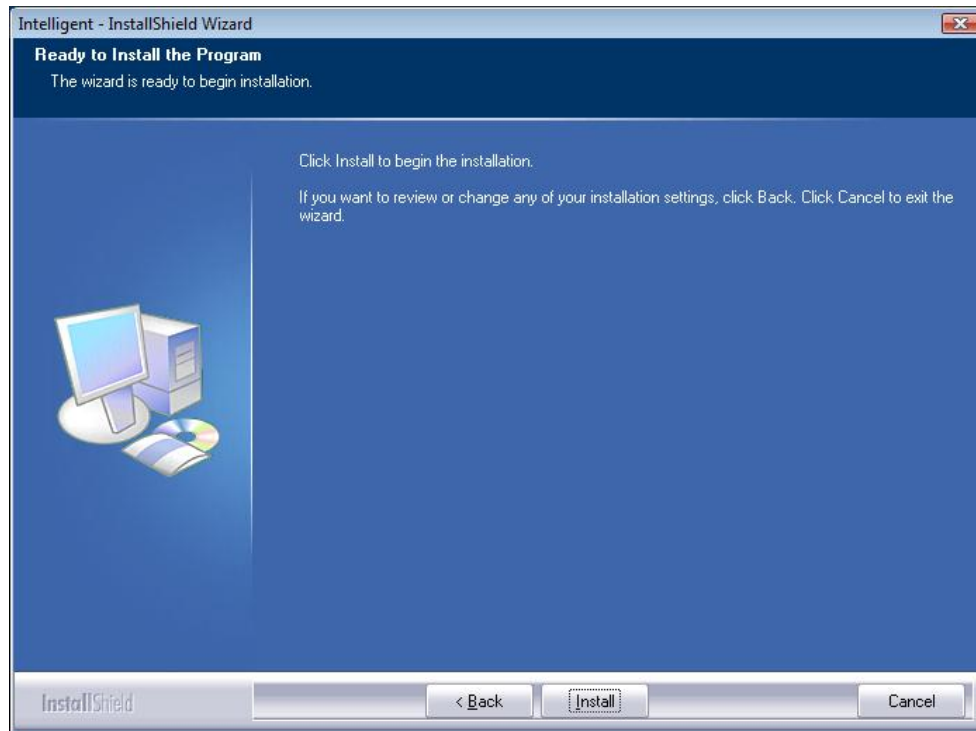 Intelligent - InstallShield Wizard
Ready to Install the Program
The wizard is ready to begin installation.
Click Install to begin the installation.
If you want to review or change any of your installation settings, click Back. Click Cancel to exit the
wizard.
InstallShield
< Back
Install
Cancel